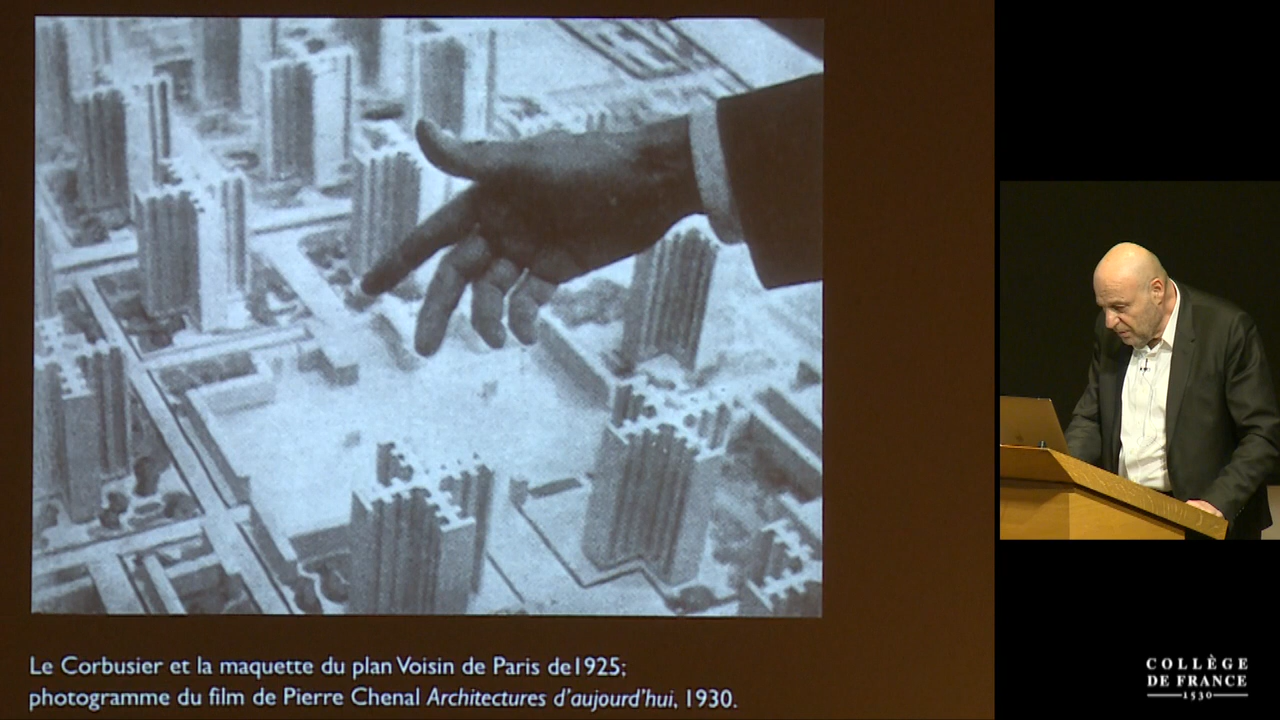 Le Corbusier et la maquette du plan Voisin de Paris de1925;
photogramme du film de Pierre Chenal Architectures d'aujourd'hui, 1930.
COLLÈGE
DE FRANCE
1530